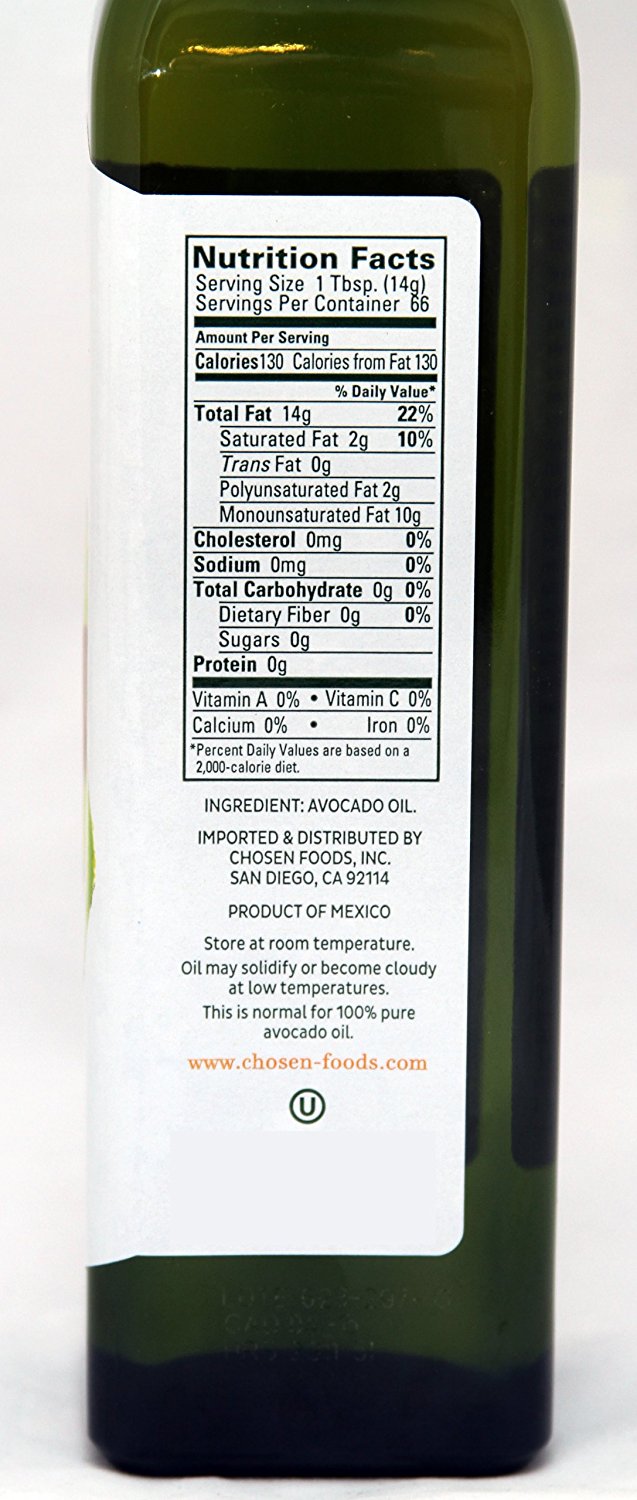 Nutrition Facts
Serving Size 1 Tbsp. (14g)
Servings Per Container 66
Amount Per Serving
Calories130 Calories from Fat 130
% Daily Value*
Total Fat 14g 22%
Saturated Fat 2g 10%
Trans Fat 0g
Polyunsaturated Fat 2g
Monounsaturated Fat 10g
Cholesterol 0mg 0%
Sodium 0mg 0%
Total Carbohydrate 0g 0%
Dietary Fiber 0g 0%
Sugars 0g
Protein 0g
Vitamin A 0% • Vitamin C 0%
Calcium 0% • Iron 0%
*Percent Daily Values are based on a
2,000-calorie diet.
INGREDIENT: AVOCADO OIL.
IMPORTED & DISTRIBUTED BY
CHOSEN FOODS, INC.
SAN DIEGO, CA 92114
PRODUCT OF MEXICO
Store at room temperature.
Oil may solidify or become cloudy
at low temperatures.
This is normal for 100% pure
avocado oil.
www.chosen-foods.com
U